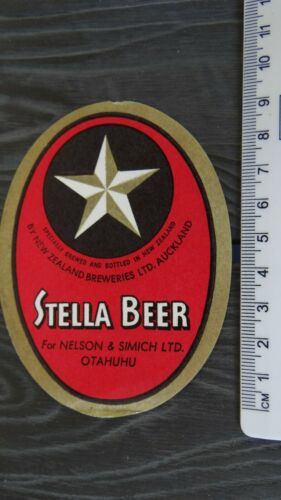 SPECIALLY BREWED AND BOTTLED IN NEW ZEALAND
BY NEW ZEALAND BREWERIES LTD. AUCKLAND
STELLA BEER
For NELSON & SIMICH LTD.
OTAHUHU
CM 1 2 3 4 5 6 7 8 9 10 11